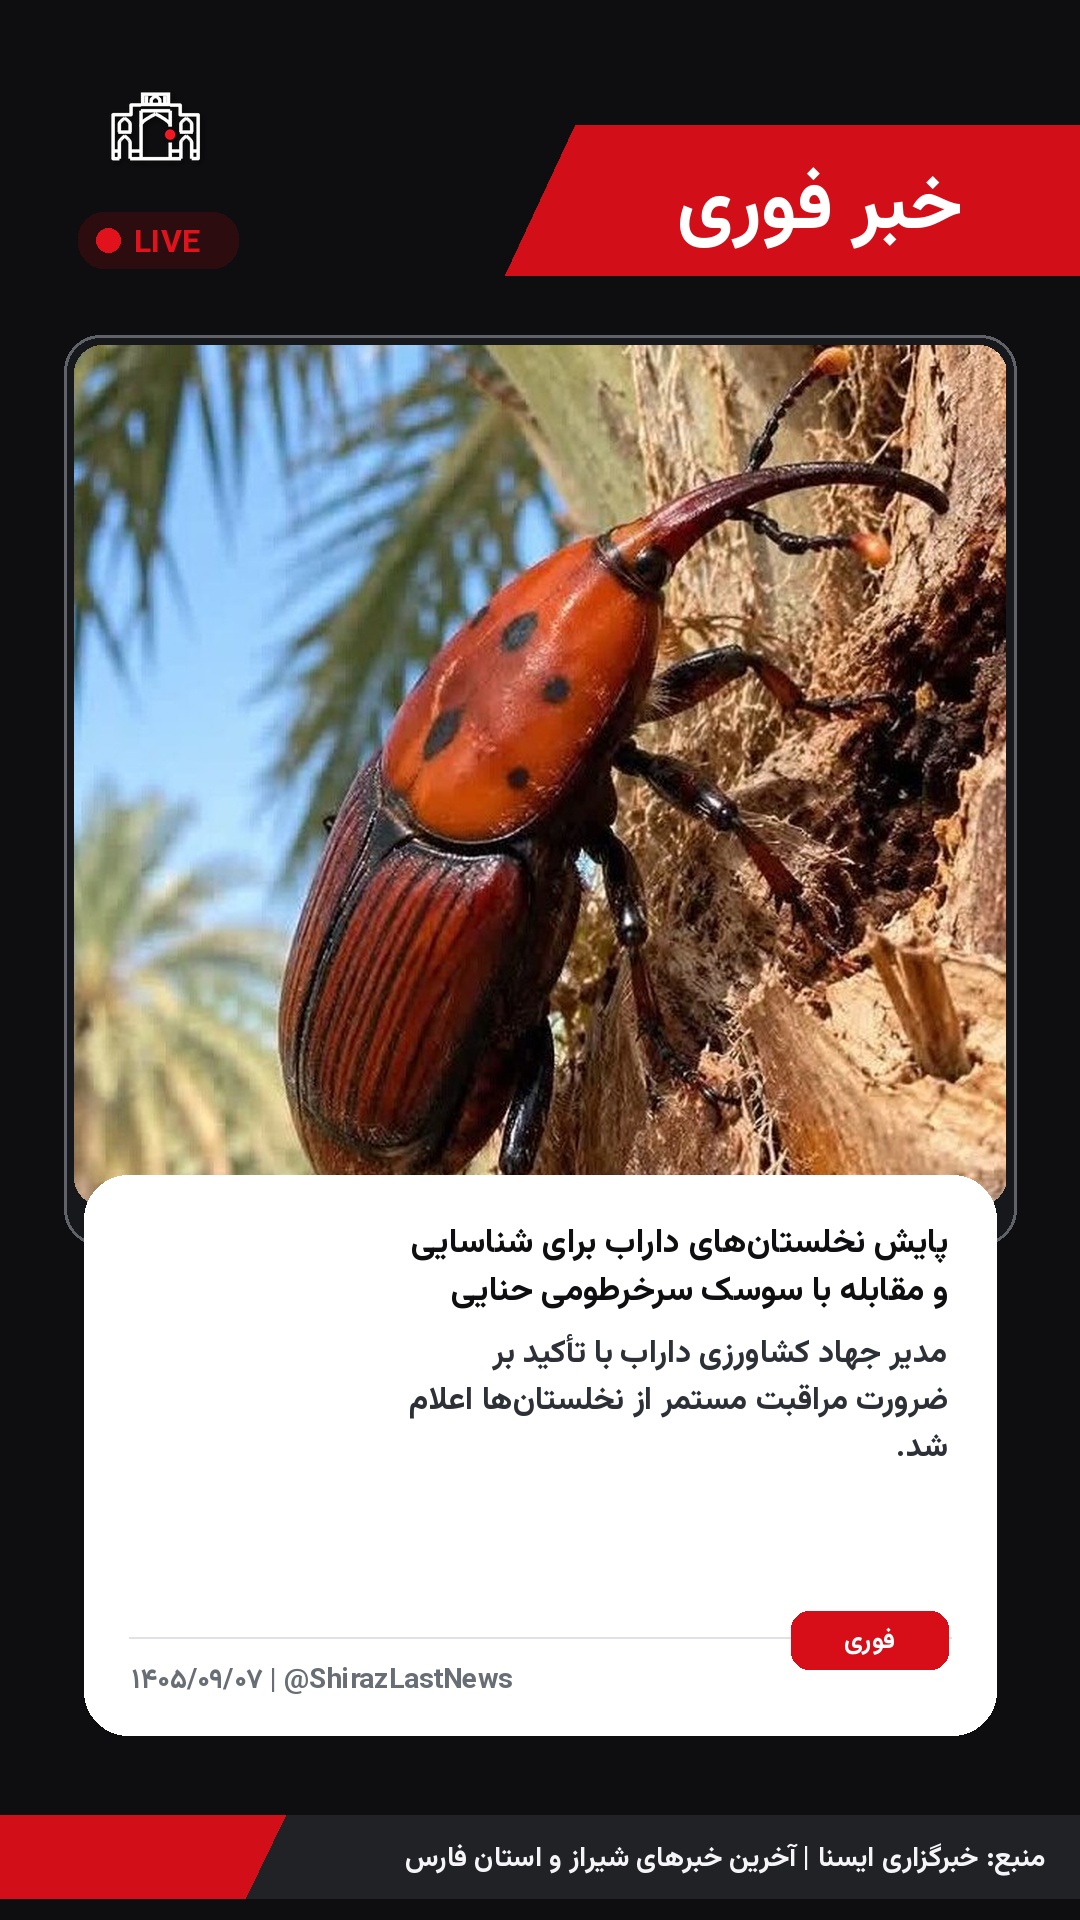 خبر فوری
LIVE
پایش نخلستان‌های داراب برای شناسایی
و مقابله با سوسک سرخرطومی حنایی
مدیر جهاد کشاورزی داراب با تأکید بر
ضرورت مراقبت مستمر از نخلستان‌ها اعلام
شد.
فوری
۱۴۰۵/۰۹/۰۷ | @ShirazLastNews
منبع: خبرگزاری ایسنا | آخرین خبرهای شیراز و استان فارس